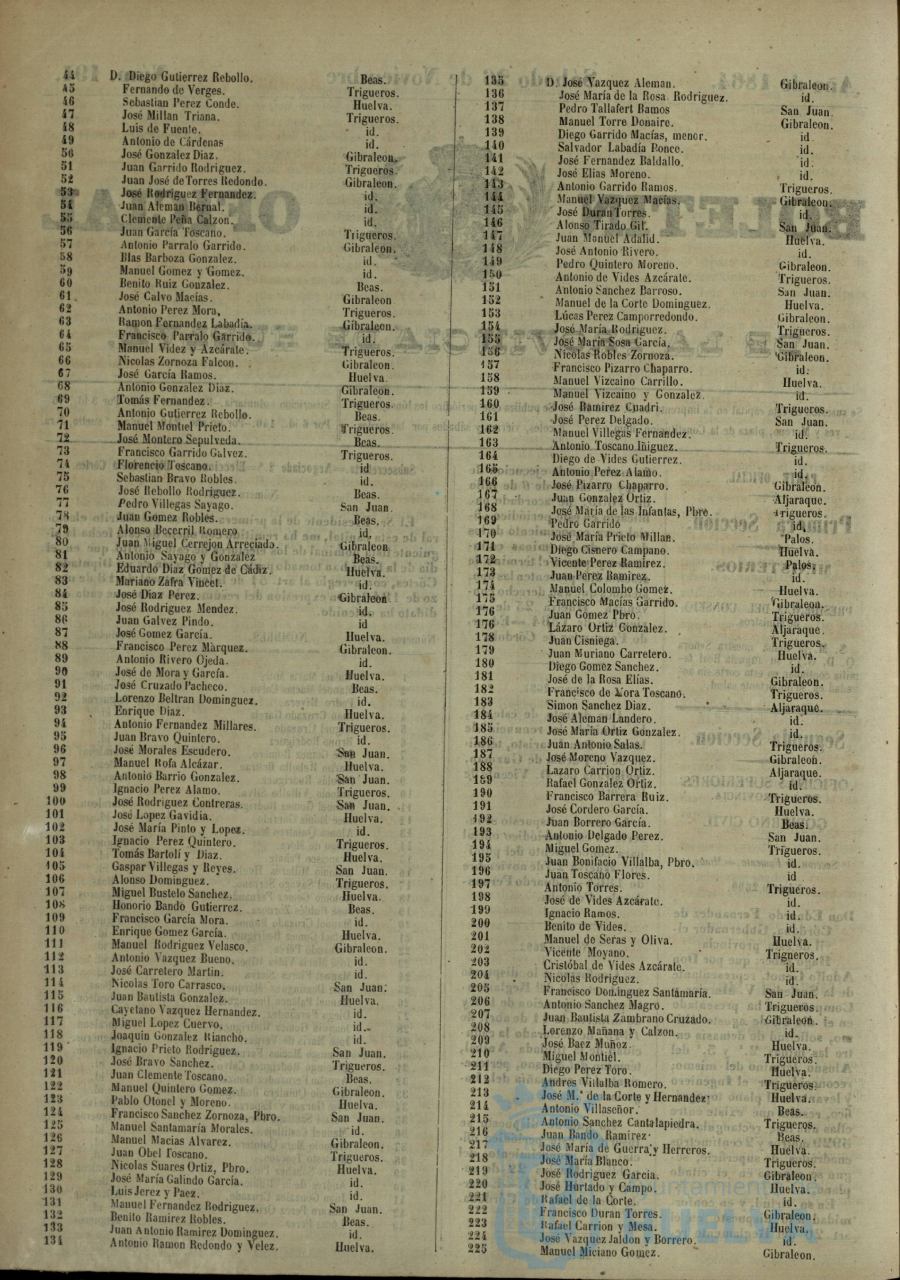 44 D. Diego Gutierrez Rebollo. Beas.
45 Fernando de Verges. Trigueros.
46 Sebastian Perez Conde. Huelva.
47 José Millan Triana. Trigueros.
48 Luis de Fuente. id.
49 Antonio de Cárdenas id.
50 José Gonzalez Diaz. Gibraleon.
51 Juan Garrido Rodriguez. Trigueros
52 Juan José de Torres Redondo. Gibraleon.
53 José Rodriguez Fernandez. id.
54 Juan Aleman Bernal. id.
55 Clemente Peña Calzon. id.
56 Juan García Toscano. Trigueros
57 Antonio Parralo Garrido. Gibraleon.
58 Blas Barboza Gonzalez. id.
59 Manuel Gomez y Gomez. id.
60 Benito Ruiz Gonzalez. Beas.
61 José Calvo Macías. Gibraleon
62 Antonio Perez Mora, Trigueros.
63 Ramon Fernandez Labadía. Gibraleon.
64 Francisco Parralo Garrido. id.
65 Manuel Videz y Azcárate. Trigueros.
66 Nicolas Zornoza Falcon. Gibraleon.
67 José García Ramos. Huelva.
68 Antonio Gonzalez Diaz. Gibraleon.
69 Tomás Fernandez. Trigueros.
70 Antonio Gutierrez Rebollo. Beas.
71 Manuel Montiel Prieto. Trigueros.
72 José Montero Sepulveda. Beas.
73 Francisco Garrido Galvez. Trigueros.
74 Florencio Toscano. id
75 Sebastian Bravo Robles. id.
76 José Rebollo Rodriguez. Beas.
77 Pedro Villegas Sayago. San Juan.
78 Juan Gomez Robles. Beas.
79 Alonso Becerril Romero id.
80 Juan Miguel Cerrejon Arreciado. Gibraleon
81 Antonio Sayago y Gonzalez Beas.
82 Eduardo Diaz Gomez de Cádiz. Huelva.
83 Mariano Zafra Vincet. id.
84 José Diaz Perez. Gibraleon
85 José Rodriguez Mendez. id.
86 Juan Galvez Pindo. id
87 José Gomez García. Huelva.
88 Francisco Perez Marquez. Gibraleon.
89 Antonio Rivero Ojeda. id.
90 José de Mora y García. Huelva.
91 José Cruzado Pacheco. Beas.
92 Lorenzo Beltran Dominguez. id.
93 Enrique Diaz. Huelva.
94 Antonio Fernandez Millares. Trigueros.
95 Juan Bravo Quintero. id.
96 José Morales Escudero. San Juan.
97 Manuel Rofa Alcázar. Huelva.
98 Antonio Barrio Gonzalez. San Juan.
99 Ignacio Perez Alamo. Trigueros.
100 José Rodriguez Contreras. San Juan.
101 José Lopez Gavidia. Huelva.
102 José María Pinto y Lopez. id.
103 Ignacio Perez Quintero. Trigueros.
104 Tomás Bartolí y Diaz. Huelva.
105 Gaspar Villegas y Reyes. San Juan.
106 Alonso Dominguez. Trigueros.
107 Miguel Bustelo Sanchez. Huelva.
108 Honorio Bando Gutierrez. Beas.
109 Francisco García Mora. id.
110 Enrique Gomez García. Huelva.
111 Manuel Rodriguez Velasco. Gibraleon.
112 Antonio Vazquez Bueno. id.
113 José Carretero Martin. id.
114 Nicolas Toro Carrasco. San Juan.
115 Juan Bautista Gonzalez. Huelva.
116 Cayetano Vazquez Hernandez. id.
117 Miguel Lopez Cuervo, id.
118 Joaquin Gonzalez Riancho. id.
119 Ignacio Prieto Rodriguez. San Juan.
120 José Bravo Sanchez. Trigueros.
121 Juan Clemente Toscano. Beas.
122 Manuel Quintero Gomez. Gibraleon.
123 Pablo Otonel y Moreno. Huelva.
124 Francisco Sanchez Zornoza, Pbro. San Juan.
125 Manuel Santamaría Morales. id.
126 Manuel Macias Alvarez. Gibraleon.
127 Juan Obel Toscano. Trigueros.
128 Nicolas Suares Ortiz, Pbro. Huelva.
129 José María Galindo García. id.
130 Luis Jerez y Paez. id.
131 Manuel Fernandez Rodriguez. San Juan.
132 Benito Ramirez Robles. Beas.
133 Juan Antonio Ramirez Dominguez. id.
134 Antonio Ramon Redondo y Velez. Huelva.
135 D. José Vazquez Aleman. Gibraleon.
136 José María de la Rosa Rodriguez. id.
137 Pedro Tallafert Ramos San Juan.
138 Manuel Torre Donaire. Gibraleon.
139 Diego Garrido Macías, menor. id
140 Salvador Labadía Ponce. id.
141 José Fernandez Baldallo. id.
142 José Elias Moreno. id.
143 Antonio Garrido Ramos. Trigueros.
144 Manuel Vazquez Macías. Gibraleon.
145 José Duran Torres. id.
146 Alonso Tirado Gil. San Juan.
147 Juan Manuel Adalid. Huelva.
148 José Antonio Rivero. id.
149 Pedro Quintero Moreno. Gibraleon.
150 Antonio de Vides Azcárate. Trigueros.
151 Antonio Sanchez Barroso. San Juan.
152 Manuel de la Corte Dominguez. Huelva.
153 Lúcas Perez Camporredondo. Gibraleon.
154 José María Rodriguez. Trigneros.
155 José María Sosa García. San Juan.
156 Nicolas Robles Zornoza. Gibraleon.
157 Francisco Pizarro Chaparro. id.
158 Manuel Vizcaino Carrillo. Huelva.
159 Manuel Vizcaino y Gonzalez. id.
160 José Ramirez Cuadri. Trigueros.
161 José Perez Delgado. San Juan.
162 Manuel Villegas Fernandez. id.
163 Antonio Toscano Iñiguez. Trigueros.
164 Diego de Vides Gutierrez. id.
165 Antonio Perez Alamo. id.
166 José Pizarro Chaparro. Gibraleon.
167 Juan Gonzalez Ortiz. Aljaraque.
168 José María de las Infantas, Pbro. Trigueros.
169 Pedro Garrido id.
170 José María Prieto Millan. Palos.
171 Diego Cisnero Campano. Huelva.
172 Vicente Perez Ramirez. Palos.
173 Juan Perez Ramirez. id.
174 Manuel Colombo Gomez. Huelva.
175 Francisco Macías Garrido. Gibraleon.
176 Juan Gomez Pbro. Trigueros.
176 Lázaro Ortiz Gonzalez. Aljaraque.
178 Juan Cisniega. Trigueros.
179 Juan Muriano Carretero. Huelva.
180 Diego Gomez Sanchez. id.
181 José de la Rosa Elías. Gibraleon.
182 Francisco de Mora Toscano. Trigueros.
183 Simon Sanchez Diaz. Aljaraque.
184 José Aleman Landero. id.
185 José María Ortiz Gonzalez. id.
186 Juan Antonio Salas. Trigueros.
187 José Moreno Vazquez. Gibraleon.
188 Lazaro Carrion Ortiz. Aljaraque.
189 Rafael Gonzalez Ortiz. id.
190 Francisco Barrera Ruiz. Trigueros.
191 José Cordero García. Huelva.
192 Juan Borrero García. Beas.
193 Antonio Delgado Perez. San Juan.
194 Miguel Gomez. Trigueros.
195 Juan Bonifacio Villalba, Pbro. id
196 Juan Toscano Flores id.
197 Antonio Torres. Trigueros
198 José de Vides Azcárate. id.
199 Ignacio Ramos. id.
200 Benito de Vides. id.
201 Manuel de Seras y Oliva. Huelva.
202 Vicente Moyano. Trigneros.
203 Cristóbal de Vides Azcárate. id.
204 Nicolas Rodriguez. id.
205 Francisco Dominguez Santamaría. San Juan.
206 Antonio Sanchez Magro. Trigueros.
207 Juan Bautista Zambrano Cruzado. Gibraleon.
208 Lorenzo Mañana y Calzon. id.
209 José Baez Muñoz. Huelva.
210 Miguel Montiel. Trigueros.
211 Diego Perez Toro. Huelva.
212 Andres Villalba Romero. Trigueros.
213 José M.ª de la Corte y Hernandez Huelva.
214 Antonio Villaseñor. Beas.
215 Antonio Sanchez Cantalapiedra. Trigueros.
216 Juan Bando Ramirez Beas.
217 José María de Guerra y Herreros. Huelva.
218 José María Blanco. Trigueros.
219 José Rodriguez Garcia. Gibraleon.
220 José Hurtado y Campo. Huelva.
221 Rafael de la Corte. id.
222 Francisco Duran Torres. Gibraleon.
223 Rafael Carrion y Mesa. Huelva.
224 José Vazquez Jaldon y Borrero. id.
225 Manuel Miciano Gomez. Gibraleon.